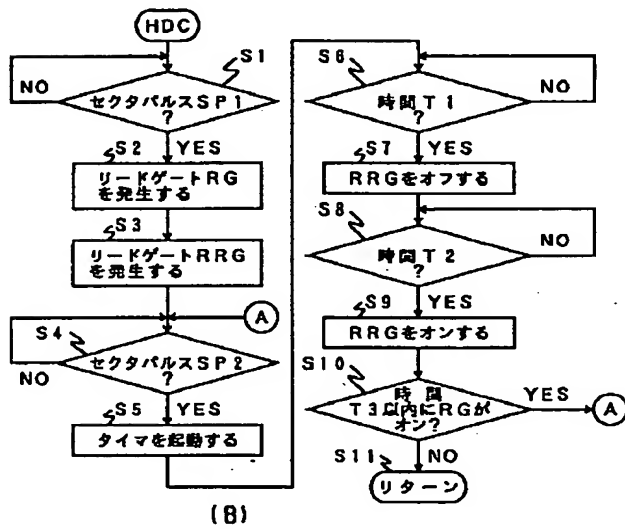 HDC
S1
NO
セクタパルスSP1
?
YES
S2
リードゲートRG
を発生する
S3
リードゲートRRG
を発生する
A
S4
セクタパルスSP2
?
NO
YES
S5
タイマを起動する
S6
時間T1
?
NO
YES
S7
RRGをオフする
S8
時間T2
?
NO
YES
S9
RRGをオンする
S10
時間
T3以内にRGが
オン?
YES
A
NO
S11
リターン
(B)